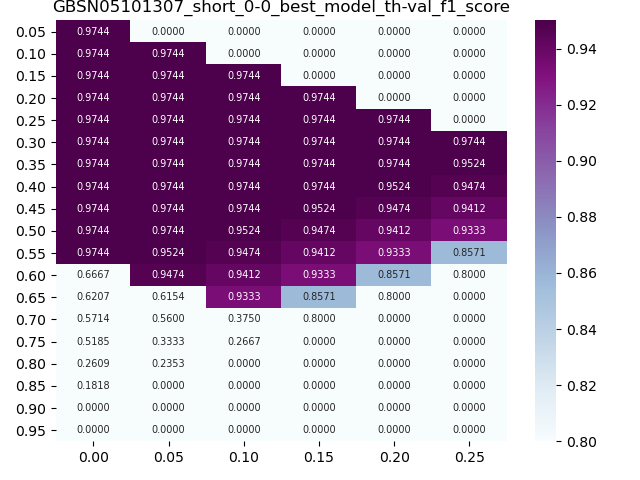 GBSN05101307_short_0-0_best_model_th-val_f1_score
0.05 0.9744 0.0000 0.0000 0.0000 0.0000 0.0000
0.10 0.9744 0.9744 0.0000 0.0000 0.0000 0.0000
0.15 0.9744 0.9744 0.9744 0.0000 0.0000 0.0000
0.20 0.9744 0.9744 0.9744 0.9744 0.0000 0.0000
0.25 0.9744 0.9744 0.9744 0.9744 0.9744 0.0000
0.30 0.9744 0.9744 0.9744 0.9744 0.9744 0.9744
0.35 0.9744 0.9744 0.9744 0.9744 0.9744 0.9524
0.40 0.9744 0.9744 0.9744 0.9744 0.9524 0.9474
0.45 0.9744 0.9744 0.9744 0.9524 0.9474 0.9412
0.50 0.9744 0.9744 0.9524 0.9474 0.9412 0.9333
0.55 0.9744 0.9524 0.9474 0.9412 0.9333 0.8571
0.60 0.6667 0.9474 0.9412 0.9333 0.8571 0.8000
0.65 0.6207 0.6154 0.9333 0.8571 0.8000 0.0000
0.70 0.5714 0.5600 0.3750 0.8000 0.0000 0.0000
0.75 0.5185 0.3333 0.2667 0.0000 0.0000 0.0000
0.80 0.2609 0.2353 0.0000 0.0000 0.0000 0.0000
0.85 0.1818 0.0000 0.0000 0.0000 0.0000 0.0000
0.90 0.0000 0.0000 0.0000 0.0000 0.0000 0.0000
0.95 0.0000 0.0000 0.0000 0.0000 0.0000 0.0000
0.00 0.05 0.10 0.15 0.20 0.25
0.94
0.92
0.90
0.88
0.86
0.84
0.82
0.80